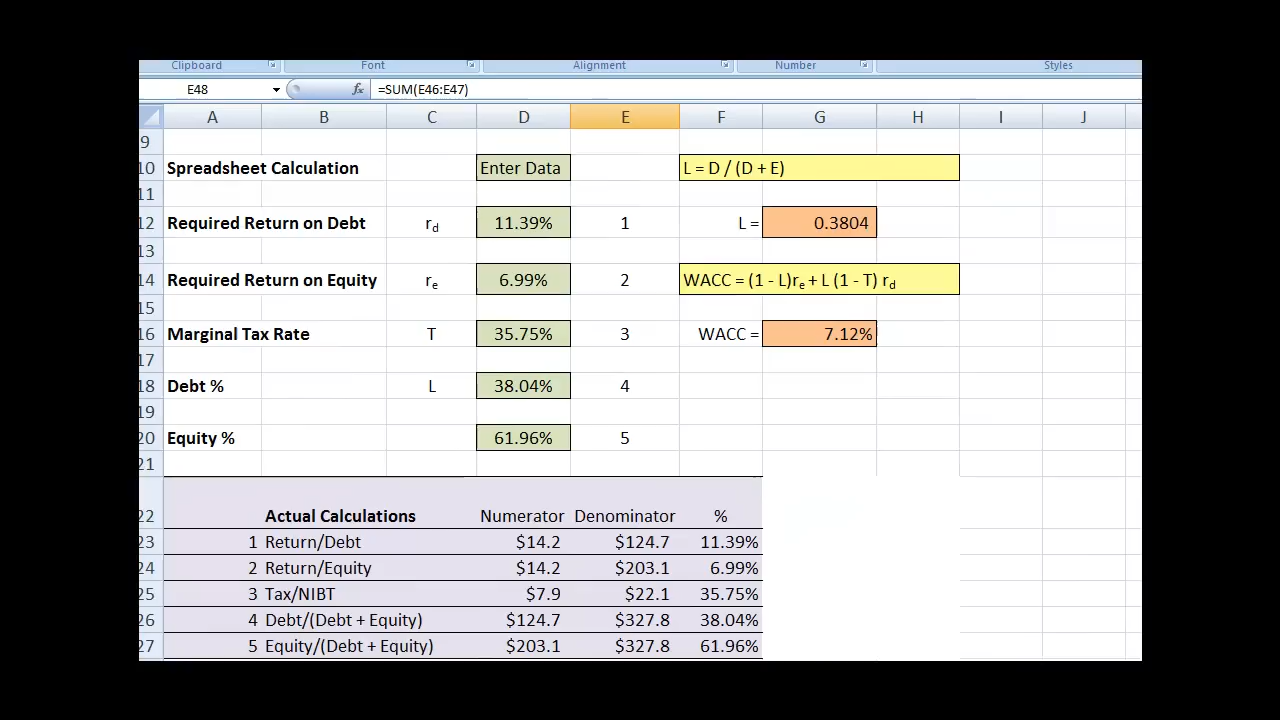 Clipboard Font Alignment Number Styles
E48 fx =SUM(E46:E47)
A B C D E F G H I J
9
10 Spreadsheet Calculation Enter Data L = D / (D + E)
11
12 Required Return on Debt rd 11.39% 1 L = 0.3804
13
14 Required Return on Equity re 6.99% 2 WACC = (1 - L)re + L (1 - T) rd
15
16 Marginal Tax Rate T 35.75% 3 WACC = 7.12%
17
18 Debt % L 38.04% 4
19
20 Equity % 61.96% 5
21
22 Actual Calculations Numerator Denominator %
23 1 Return/Debt $14.2 $124.7 11.39%
24 2 Return/Equity $14.2 $203.1 6.99%
25 3 Tax/NIBT $7.9 $22.1 35.75%
26 4 Debt/(Debt + Equity) $124.7 $327.8 38.04%
27 5 Equity/(Debt + Equity) $203.1 $327.8 61.96%